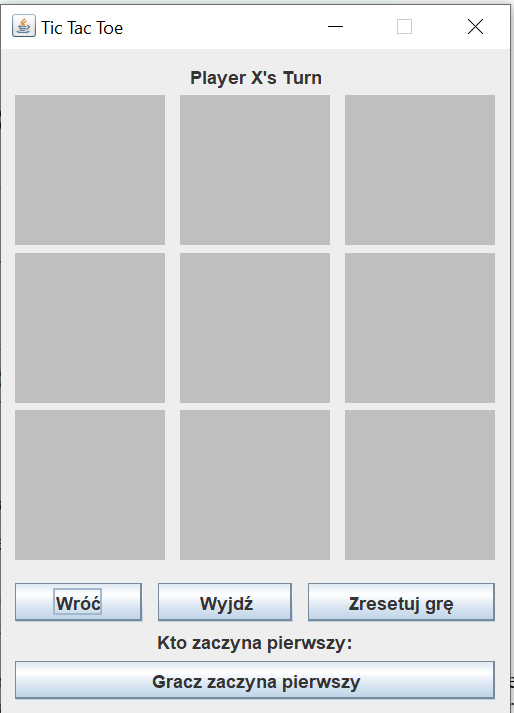 Tic Tac Toe
Player X's Turn
Wróć Wyjdź Zresetuj grę
Kto zaczyna pierwszy:
Gracz zaczyna pierwszy